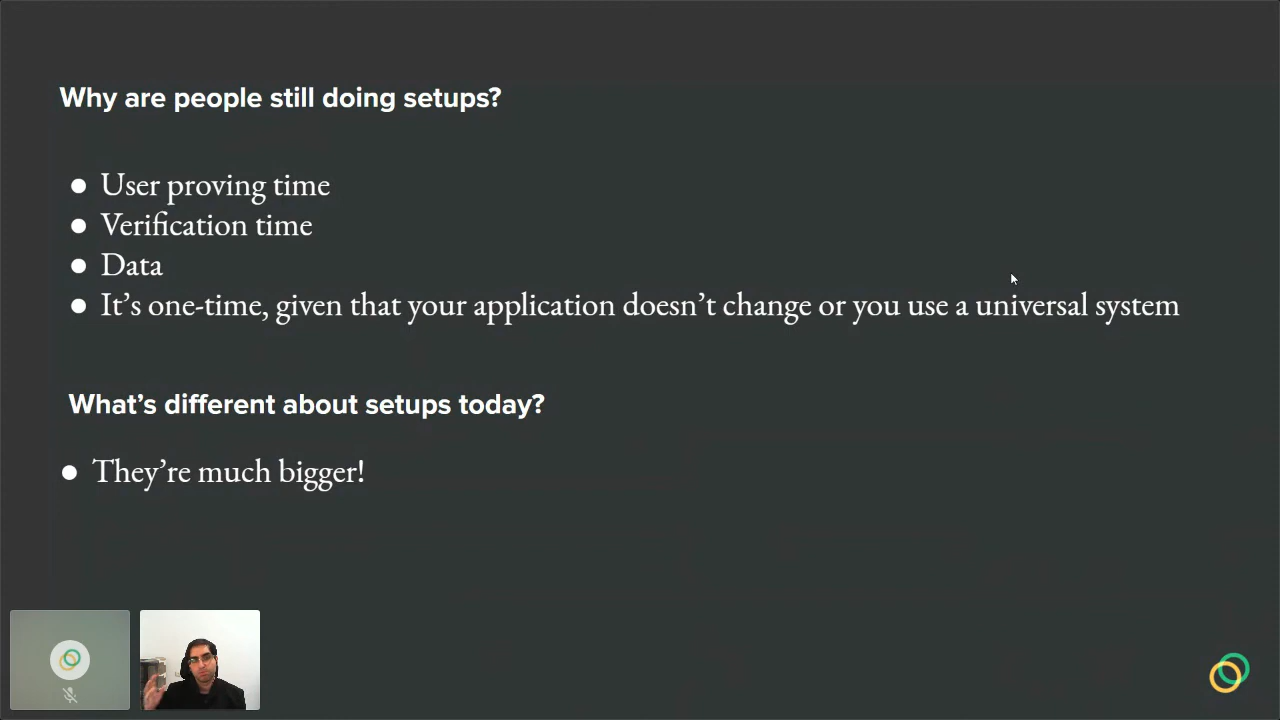 Why are people still doing setups?
● User proving time
● Verification time
● Data
● It’s one-time, given that your application doesn’t change or you use a universal system
What’s different about setups today?
● They’re much bigger!